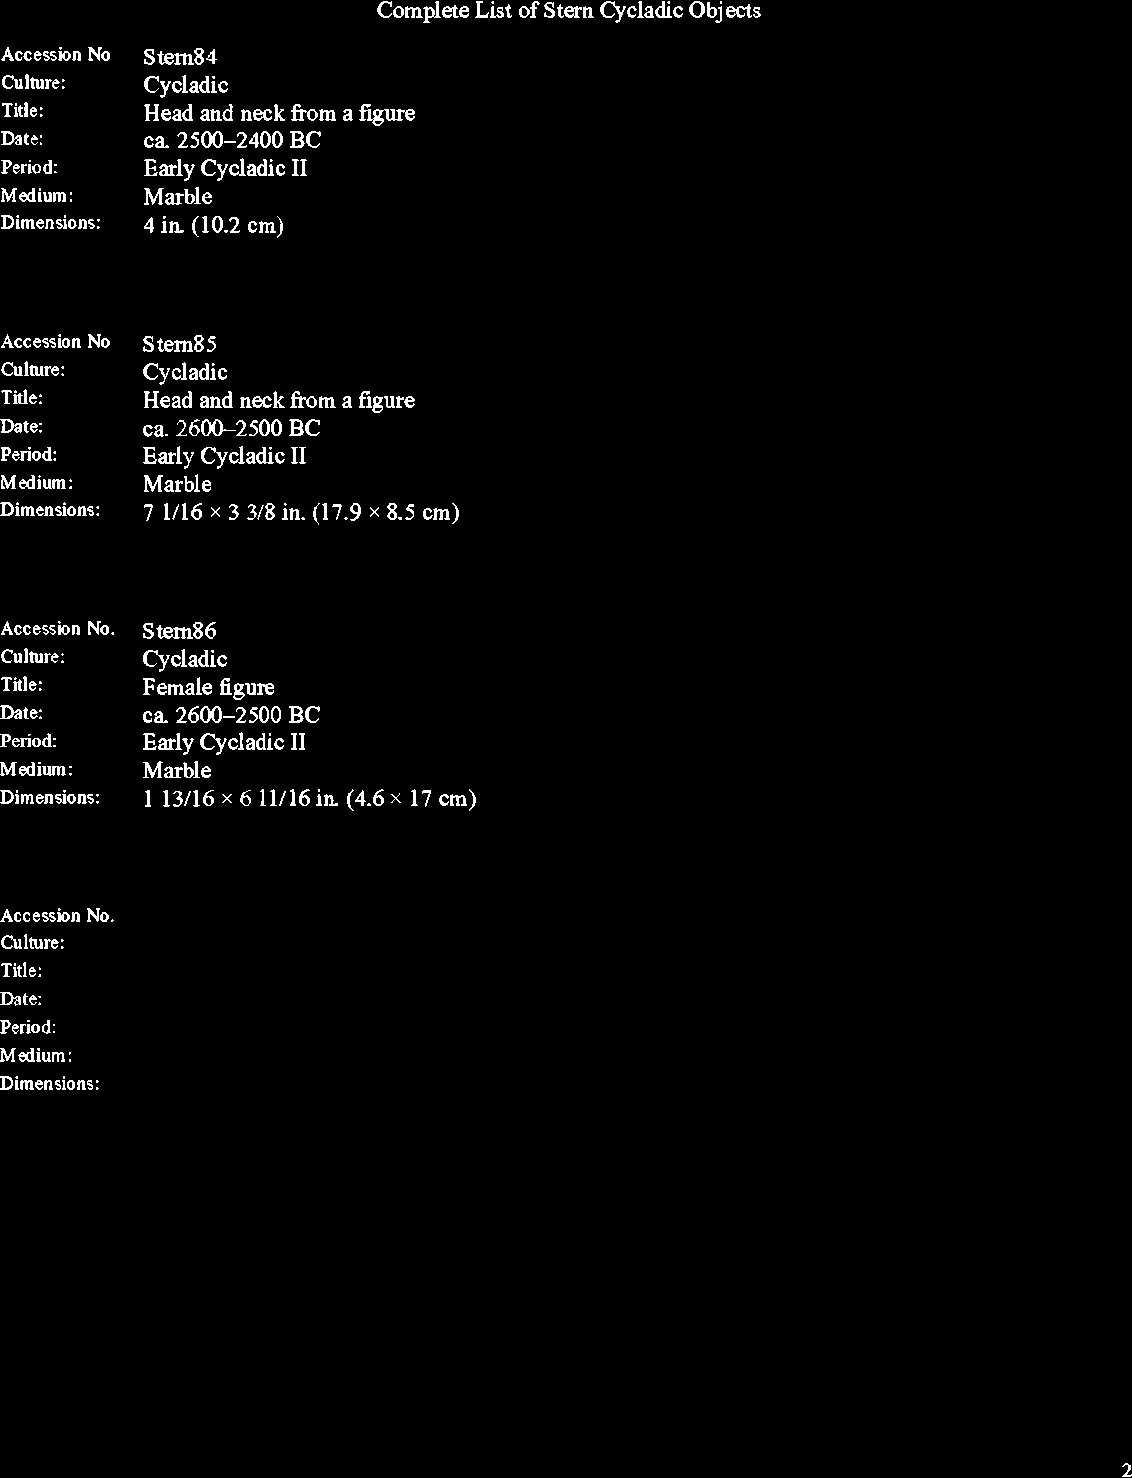 Complete List of Stern Cycladic Objects
Accession No Stern84
Culture: Cycladic
Title: Head and neck from a figure
Date: ca. 2500–2400 BC
Period: Early Cycladic II
Medium: Marble
Dimensions: 4 in. (10.2 cm)
Accession No Stern85
Culture: Cycladic
Title: Head and neck from a figure
Date: ca. 2600–2500 BC
Period: Early Cycladic II
Medium: Marble
Dimensions: 7 1/16 × 3 3/8 in. (17.9 × 8.5 cm)
Accession No. Stern86
Culture: Cycladic
Title: Female figure
Date: ca. 2600–2500 BC
Period: Early Cycladic II
Medium: Marble
Dimensions: 1 13/16 × 6 11/16 in. (4.6 × 17 cm)
Accession No.
Culture:
Title:
Date:
Period:
Medium:
Dimensions:
2